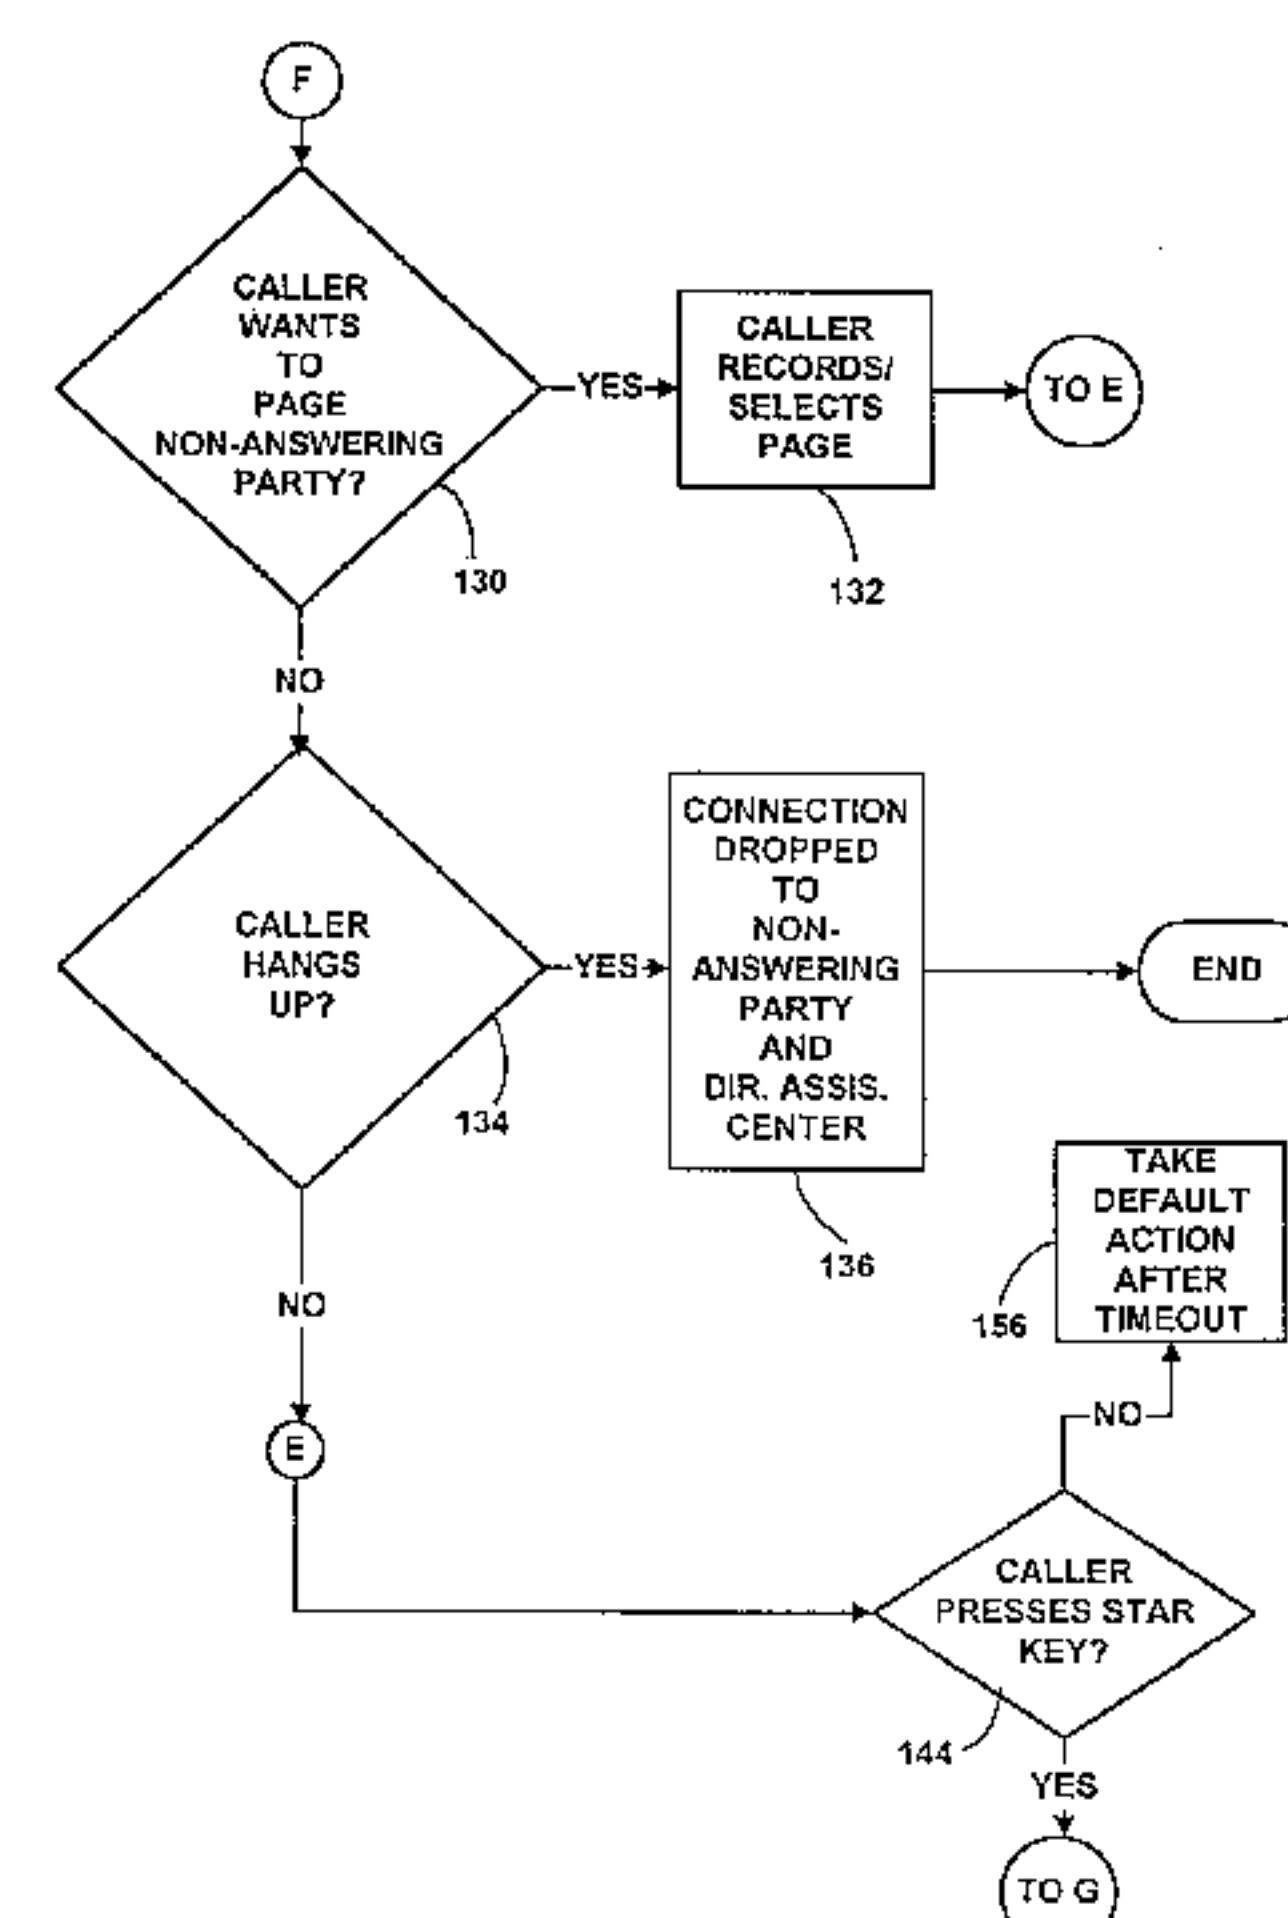 F
CALLER
WANTS
TO
PAGE
NON-ANSWERING
PARTY?
YES
CALLER
RECORDS/
SELECTS
PAGE
TO E
130
132
NO
CALLER
HANGS
UP?
YES
CONNECTION
DROPPED
TO
NON-
ANSWERING
PARTY
AND
DIR. ASSIS.
CENTER
END
134
136
TAKE
DEFAULT
ACTION
AFTER
TIMEOUT
156
NO
NO
E
CALLER
PRESSES STAR
KEY?
144
YES
TO G